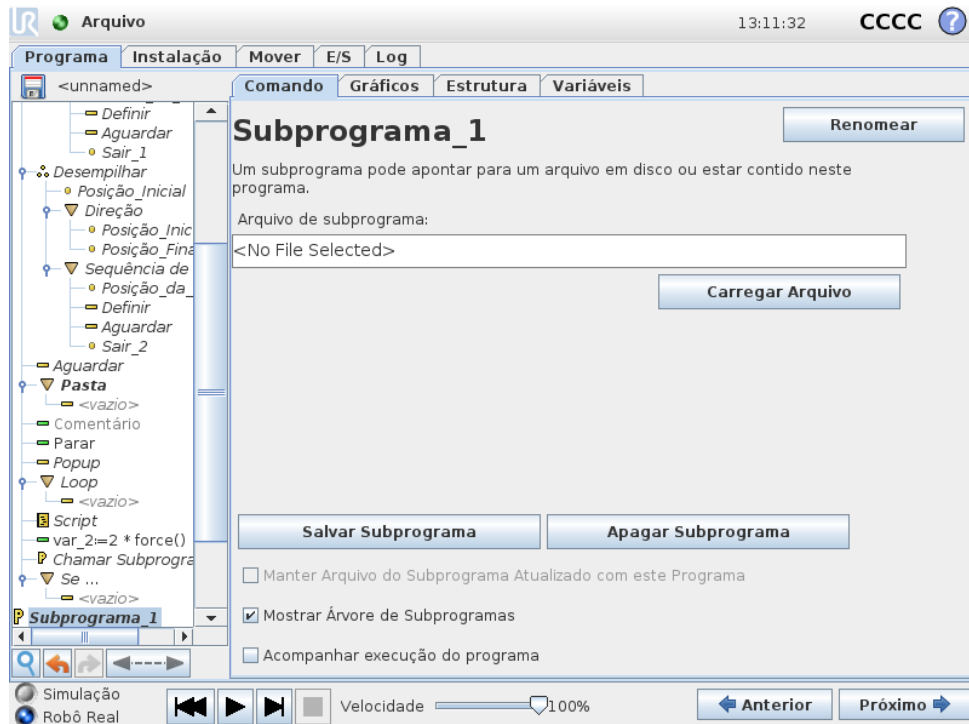 UR Arquivo 13:11:32 CCCC ?
Programa Instalação Mover E/S Log
<unnamed>
Comando Gráficos Estrutura Variáveis
Definir
Aguardar
Sair_1
Desempilhar
Posição_Inicial
Direção
Posição_Inic
Posição_Fina
Sequência de
Posição_da_
Definir
Aguardar
Sair_2
Aguardar
Pasta
<vazio>
Comentário
Parar
Popup
Loop
<vazio>
Script
var_2:=2 * force()
Chamar Subprogra
Se ...
<vazio>
Subprograma_1
Subprograma_1
Renomear
Um subprograma pode apontar para um arquivo em disco ou estar contido neste
programa.
Arquivo de subprograma:
<No File Selected>
Carregar Arquivo
Salvar Subprograma Apagar Subprograma
Manter Arquivo do Subprograma Atualizado com este Programa
Mostrar Árvore de Subprogramas
Acompanhar execução do programa
Simulação
Robô Real
Velocidade 100%
Anterior Próximo